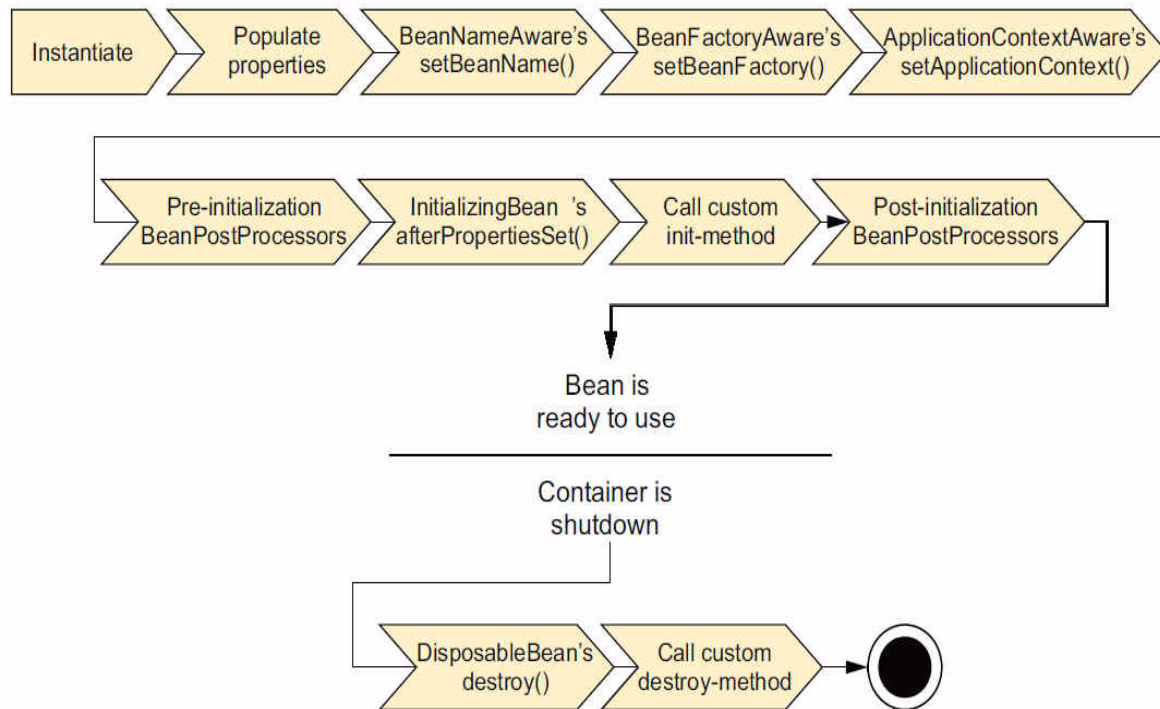 Instantiate
Populate
properties
BeanNameAware's
setBeanName()
BeanFactoryAware's
setBeanFactory()
ApplicationContextAware's
setApplicationContext()
Pre-initialization
BeanPostProcessors
InitializingBean 's
afterPropertiesSet()
Call custom
init-method
Post-initialization
BeanPostProcessors
Bean is
ready to use
Container is
shutdown
DisposableBean's
destroy()
Call custom
destroy-method